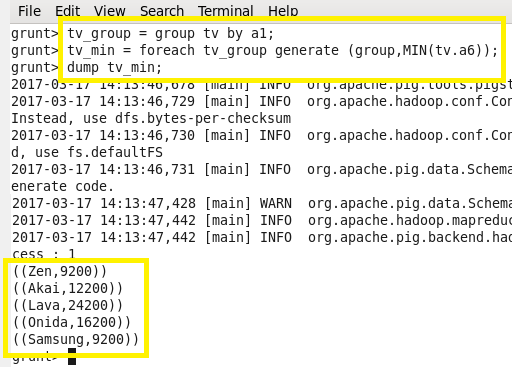 File Edit View Search Terminal Help
grunt> tv_group = group tv by a1;
grunt> tv_min = foreach tv_group generate (group,MIN(tv.a6));
grunt> dump tv_min;
2017-03-17 14:13:46,678 [main] INFO org.apache.pig.tools.pigst
2017-03-17 14:13:46,729 [main] INFO org.apache.hadoop.conf.Con
Instead, use dfs.bytes-per-checksum
2017-03-17 14:13:46,730 [main] INFO org.apache.hadoop.conf.Con
d, use fs.defaultFS
2017-03-17 14:13:46,731 [main] INFO org.apache.pig.data.Schema
enerate code.
2017-03-17 14:13:47,428 [main] WARN org.apache.pig.data.Schema
2017-03-17 14:13:47,442 [main] INFO org.apache.hadoop.mapreduc
2017-03-17 14:13:47,442 [main] INFO org.apache.pig.backend.had
cess : 1
((Zen,9200))
((Akai,12200))
((Lava,24200))
((Onida,16200))
((Samsung,9200))
grunt>